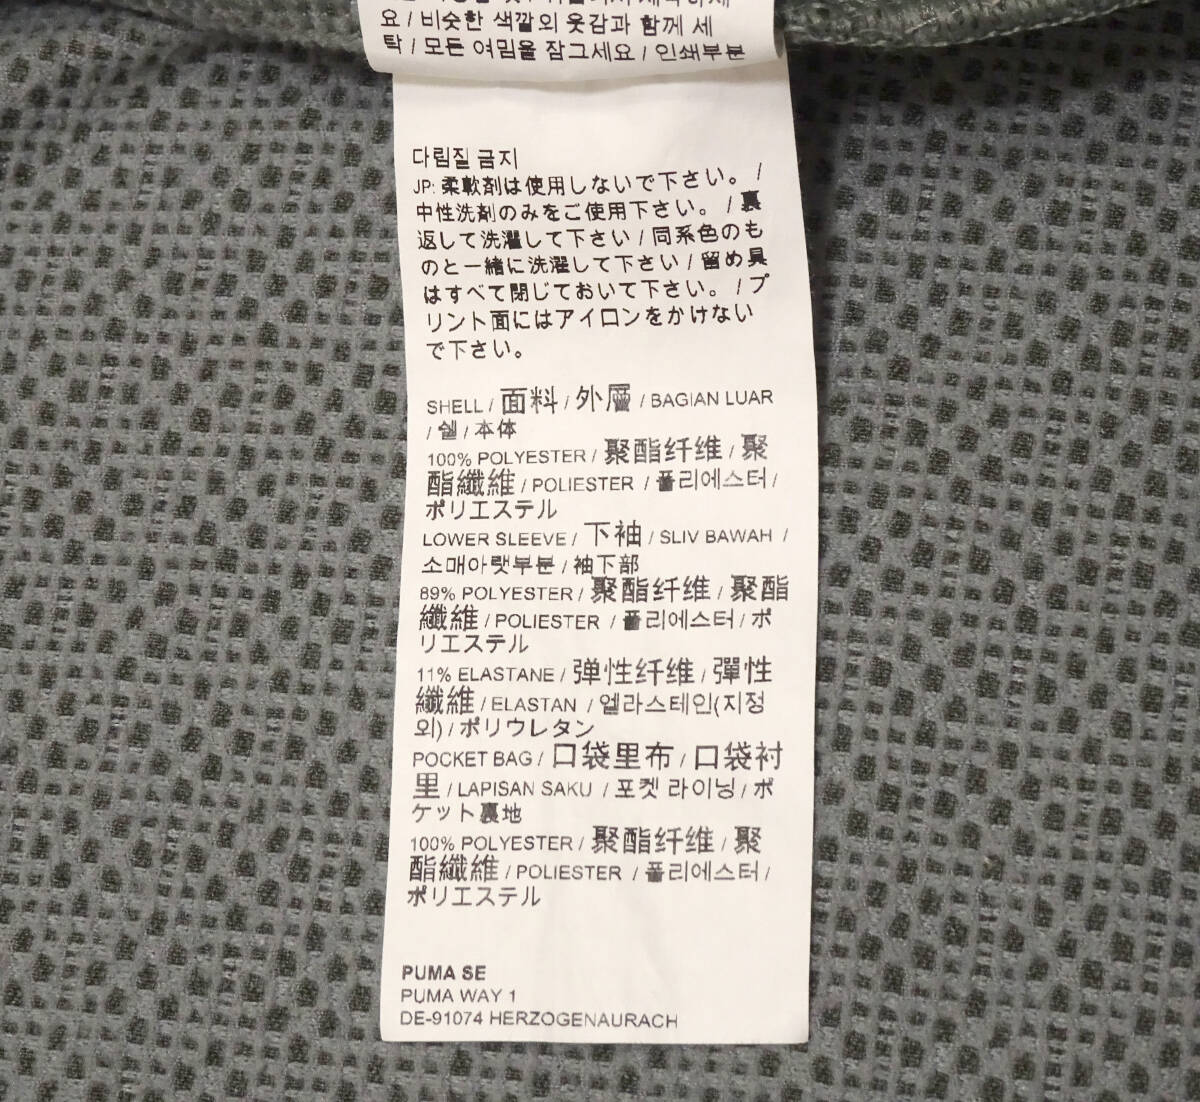 요 / 비슷한 색깔의 옷감과 함께 세
탁 / 모든 여밈을 잠그세요 / 인쇄부분
다림질 금지
JP: 柔軟剤は使用しないで下さい。 /
中性洗剤のみをご使用下さい。 / 裏
返して洗濯して下さい / 同系色のも
のと一緒に洗濯して下さい / 留め具
はすべて閉じておいて下さい。 / プ
リント面にはアイロンをかけない
で下さい。
SHELL / 面料 / 外層 / BAGIAN LUAR
/ 쉘 / 本体
100% POLYESTER / 聚酯纤维 / 聚
酯纖維 / POLIESTER / 폴리에스터 /
ポリエステル
LOWER SLEEVE / 下袖 / SLIV BAWAH /
소매아랫부분 / 袖下部
89% POLYESTER / 聚酯纤维 / 聚酯
纖維 / POLIESTER / 폴리에스터 / ポ
リエステル
11% ELASTANE / 弹性纤维 / 彈性
纖維 / ELASTAN / 엘라스테인(지정
외) / ポリウレタン
POCKET BAG / 口袋里布 / 口袋衬
里 / LAPISAN SAKU / 포켓 라이닝 / ポ
ケット裏地
100% POLYESTER / 聚酯纤维 / 聚
酯纖維 / POLIESTER / 폴리에스터 /
ポリエステル
PUMA SE
PUMA WAY 1
DE-91074 HERZOGENAURACH